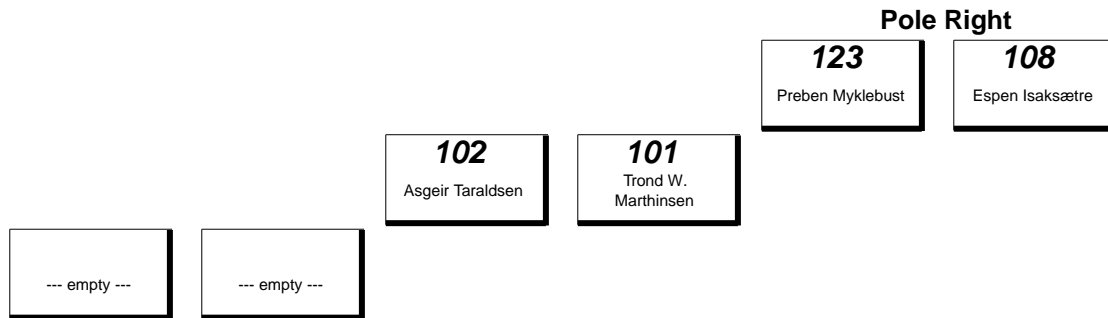 Pole Right
123
Preben Myklebust
108
Espen Isaksætre
102
Asgeir Taraldsen
101
Trond W.
Marthinsen
--- empty ---
--- empty ---